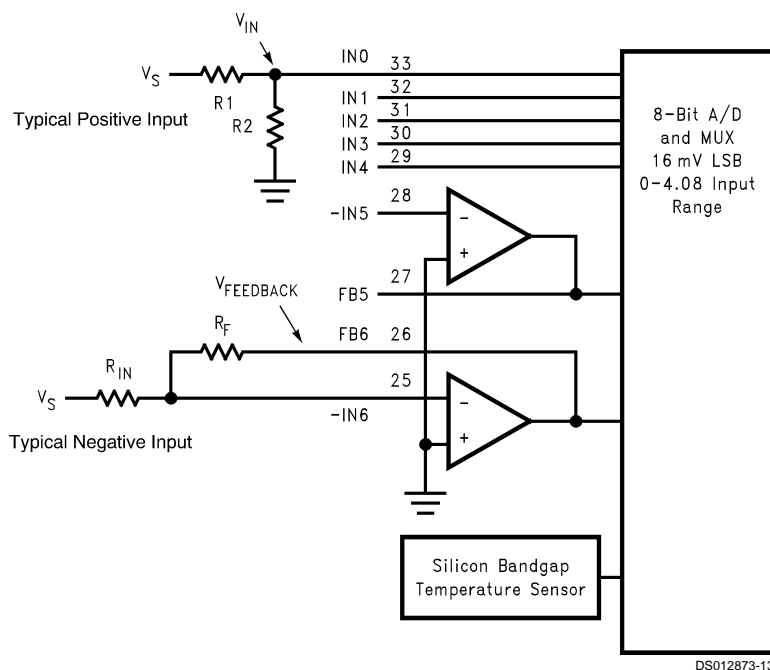 V_IN
IN0 33
V_S
R1
R2
Typical Positive Input
IN1 32
IN2 31
IN3 30
IN4 29
8-Bit A/D
and MUX
16 mV LSB
0-4.08 Input
Range
-IN5 28
-
+
FB5 27
V_FEEDBACK
R_F
FB6 26
R_IN
V_S
25
-IN6
-
+
Typical Negative Input
Silicon Bandgap
Temperature Sensor
DS012873-13